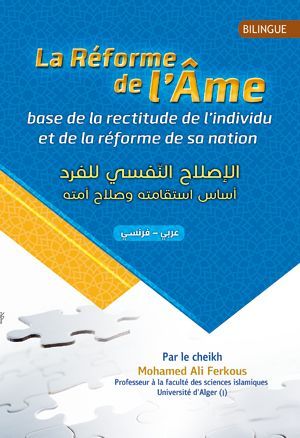 BILINGUE
La Réforme
de l'Âme
base de la rectitude de l'individu
et de la réforme de sa nation
الإصلاح النّفسي للفرد
أساس استقامته وصلاح أمته
عربي - فرنسي
Par le cheikh
Mohamed Ali Ferkous
Professeur à la faculté des sciences islamiques
Université d'Alger (I)